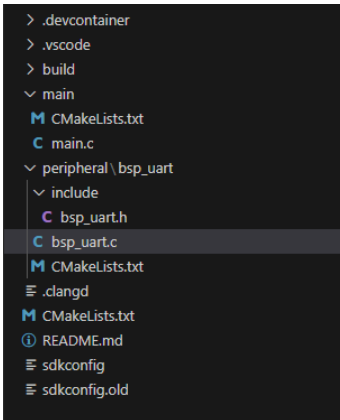 .devcontainer
.vscode
build
main
CMakeLists.txt
C main.c
peripheral\bsp_uart
include
C bsp_uart.h
C bsp_uart.c
CMakeLists.txt
.clangd
CMakeLists.txt
README.md
sdkconfig
sdkconfig.old